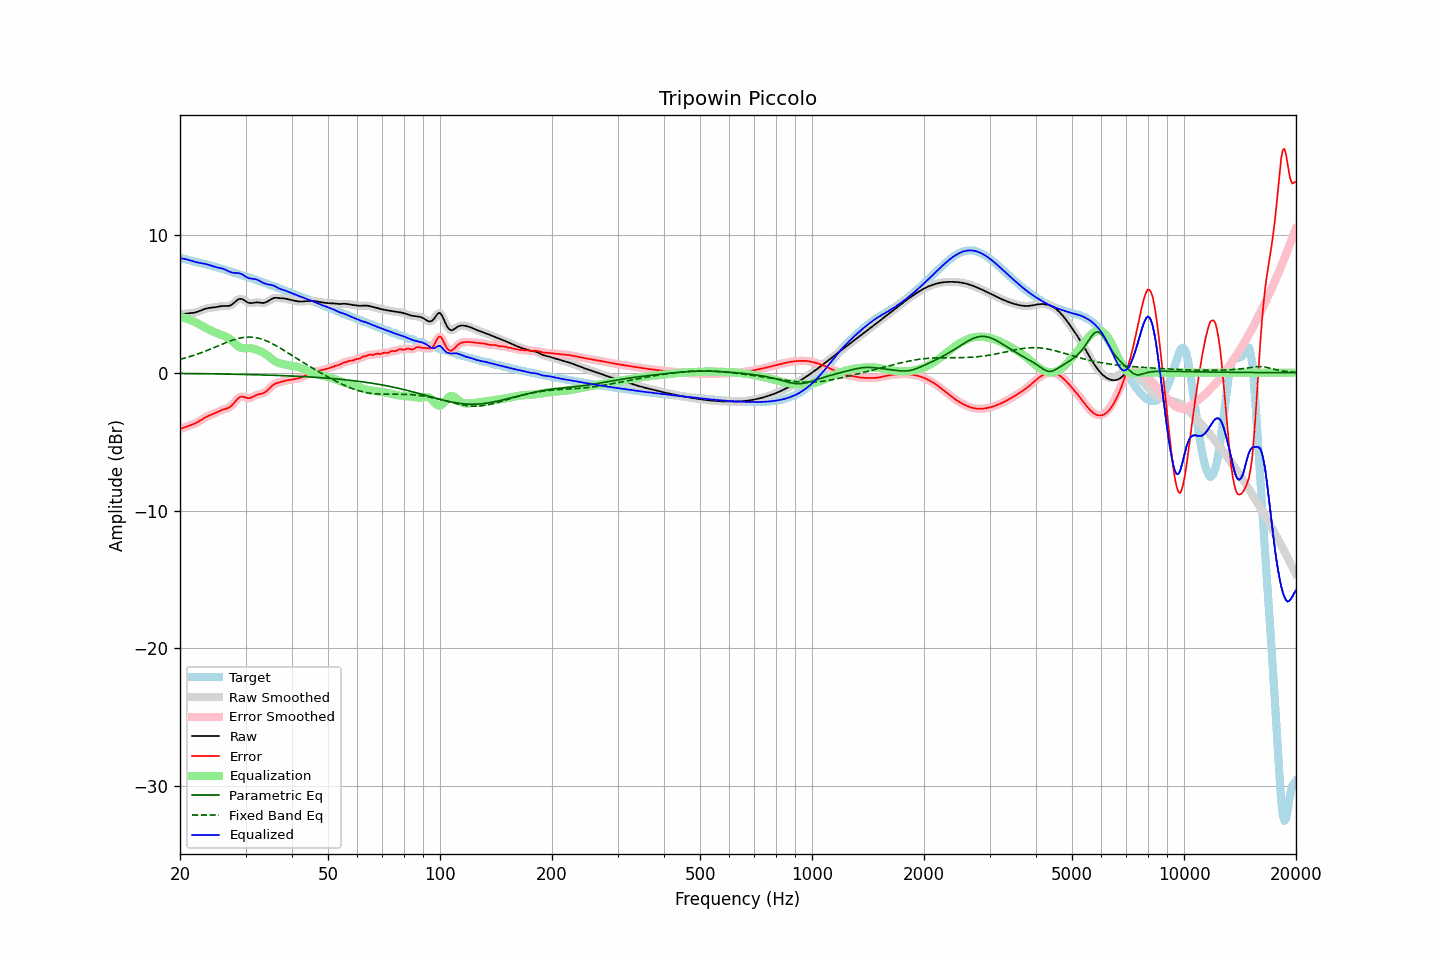 Tripowin Piccolo
10
0
−10
−20
−30
Amplitude (dBr)
20
50
100
200
500
1000
2000
5000
10000
20000
Frequency (Hz)
Target
Raw Smoothed
Error Smoothed
Raw
Error
Equalization
Parametric Eq
Fixed Band Eq
Equalized